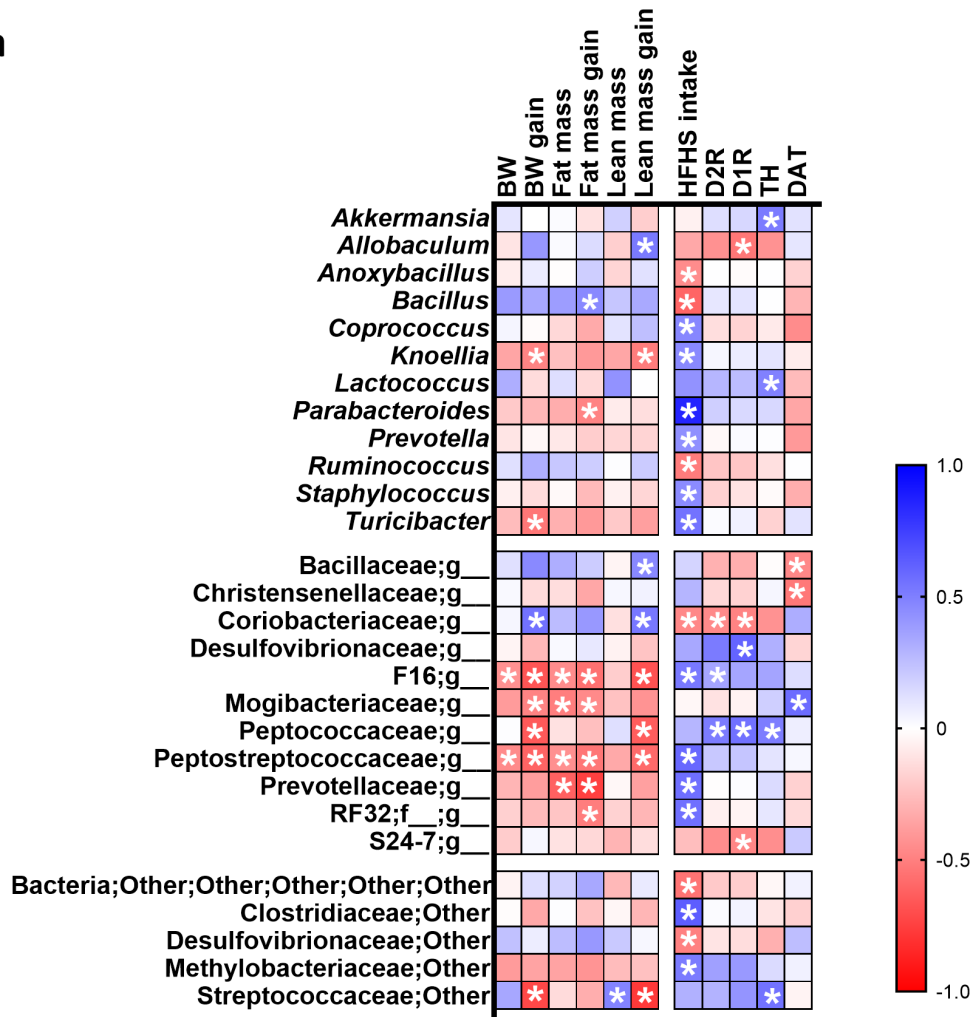 BW
BW gain
Fat mass
Fat mass gain
Lean mass
Lean mass gain
HFHS intake
D2R
D1R
TH
DAT
Akkermansia
*
Allobaculum
* *
Anoxybacillus
*
Bacillus
* *
Coprococcus
*
Knoellia
* * *
Lactococcus
*
Parabacteroides
* *
Prevotella
*
Ruminococcus
*
Staphylococcus
*
Turicibacter
* *
Bacillaceae;g__
* *
Christensenellaceae;g__
*
Coriobacteriaceae;g__
* * * * *
Desulfovibrionaceae;g__
*
F16;g__
* * * * * * *
Mogibacteriaceae;g__
* * * *
Peptococcaceae;g__
* * * * *
Peptostreptococcaceae;g__
* * * * * *
Prevotellaceae;g__
* * *
RF32;f__;g__
* *
S24-7;g__
*
Bacteria;Other;Other;Other;Other;Other
*
Clostridiaceae;Other
*
Desulfovibrionaceae;Other
*
Methylobacteriaceae;Other
*
Streptococcaceae;Other
* * * *
1.0
0.5
0
-0.5
-1.0